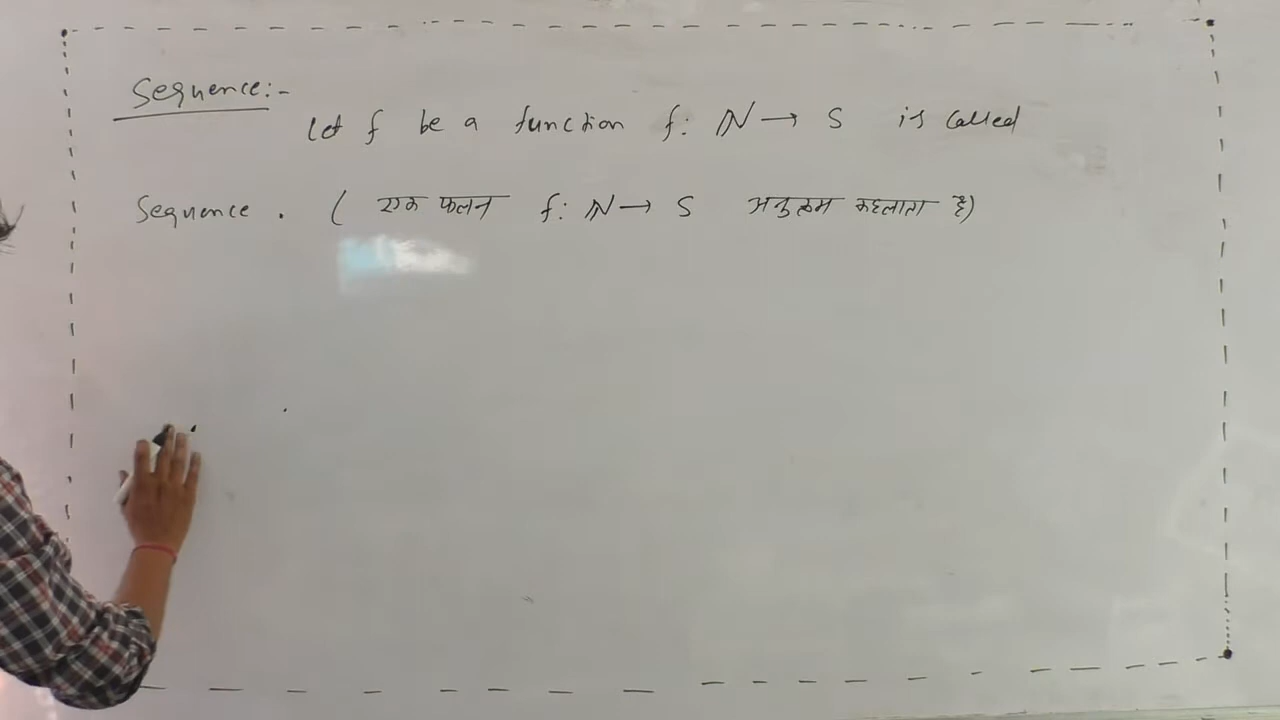 Sequence:-
Let f be a function f: ℕ → S is called
Sequence. ( एक फलन f: ℕ → S अनुक्रम कहलाता है)